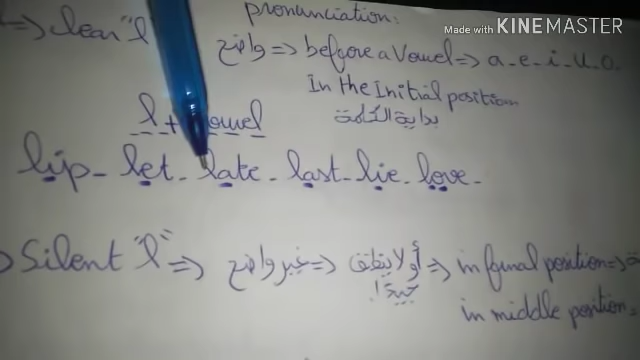 Made with KINEMASTER
pronunciation:
=> clear "l"
واضح => before a Vowel => a - e - i - u - o.
In the Initial position
بداية الكلمة
l + vowel
lip - let - late - last - lie - love -
Silent "l" => غير واضح => أو لا ينطق => in final position =>
جيدا!
in middle position =